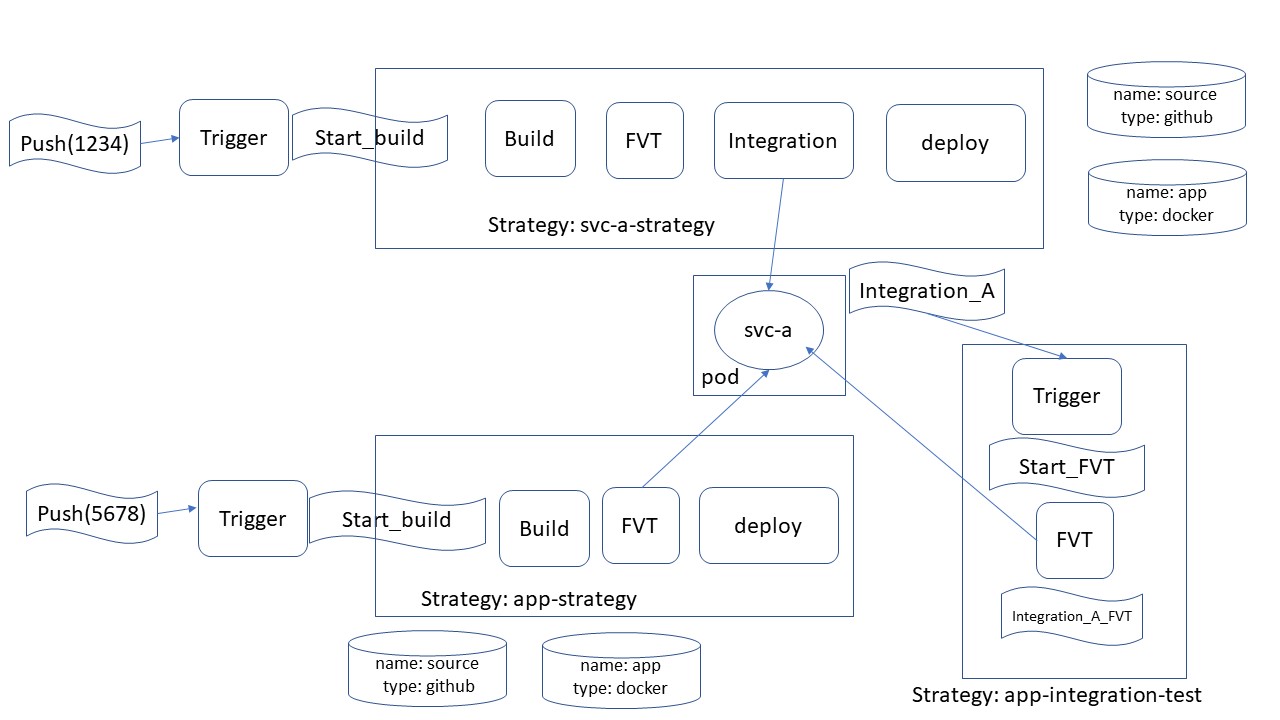 Push(1234)
Trigger
Start_build
Build
FVT
Integration
deploy
Strategy: svc-a-strategy
name: source
type: github
name: app
type: docker
svc-a
pod
Integration_A
Trigger
Start_FVT
FVT
Integration_A_FVT
Strategy: app-integration-test
Push(5678)
Trigger
Start_build
Build
FVT
deploy
Strategy: app-strategy
name: source
type: github
name: app
type: docker